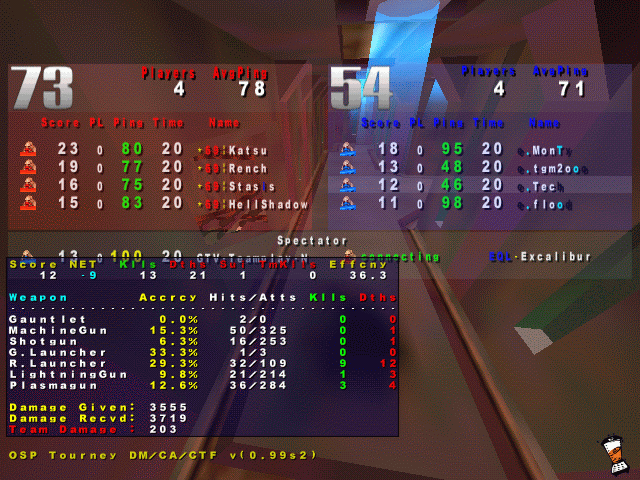 73 Players AvgPing
4 78
54 Players AvgPing
4 71
Score PL Ping Time Name
23 0 80 20 Katsu
19 0 77 20 Rench
16 0 75 20 Stasis
15 0 83 20 HellShadow
Score PL Ping Time Name
18 0 95 20 .MonTy
13 0 48 20 .tgm2oo
12 0 46 20 .Tech
11 0 98 20 .flood
Spectator
13 0 100 20 GTV-Teamplay-N
connecting EQL-Excalibur
Score NET Klls Dths Sui TmKlls Effcny
12 -9 13 21 1 0 36.3
Weapon Accrcy Hits/Atts Klls Dths
Gauntlet 0.0% 2/0 0 0
MachineGun 15.3% 50/325 0 1
Shotgun 6.3% 16/253 0 1
G.Launcher 33.3% 1/3 0 0
R.Launcher 29.3% 32/109 9 12
LightningGun 9.8% 21/214 1 3
Plasmagun 12.6% 36/284 3 4
Damage Given: 3555
Damage Recvd: 3719
Team Damage : 203
OSP Tourney DM/CA/CTF v(0.99s2)